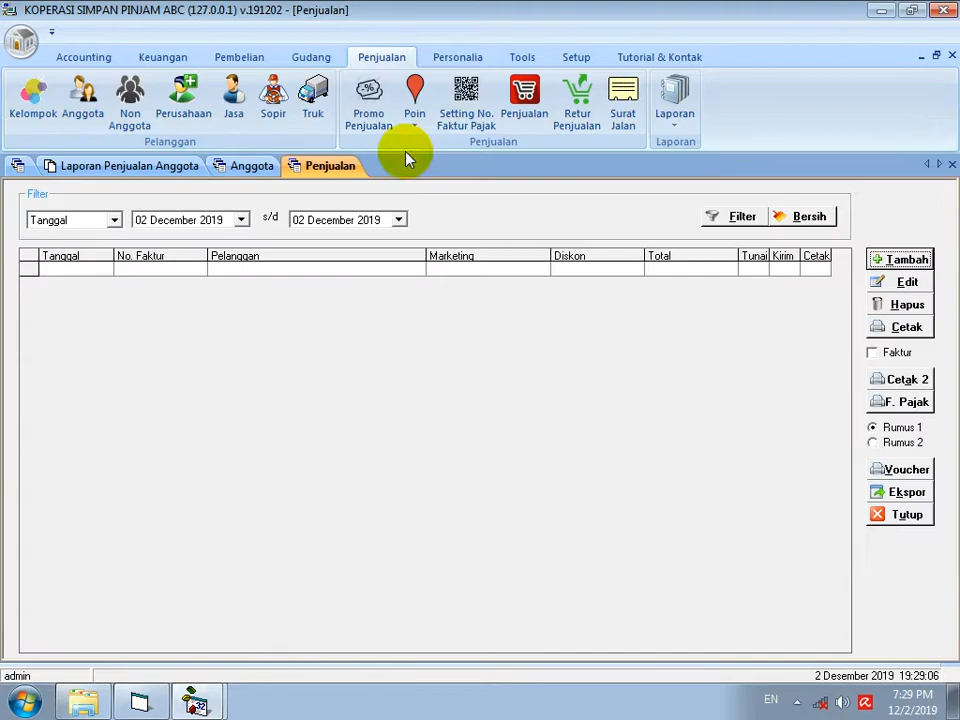 KOPERASI SIMPAN PINJAM ABC (127.0.0.1) v.191202 - [Penjualan]
Accounting Keuangan Pembelian Gudang Penjualan Personalia Tools Setup Tutorial & Kontak
Kelompok Anggota Non Anggota Perusahaan Jasa Sopir Truk Promo Penjualan Poin Setting No. Faktur Pajak Penjualan Retur Penjualan Surat Jalan Laporan
Pelanggan Penjualan Laporan
Laporan Penjualan Anggota Anggota Penjualan
Filter
Tanggal 02 December 2019 s/d 02 December 2019 Filter Bersih
Tanggal No. Faktur Pelanggan Marketing Diskon Total Tunai Kirim Cetak
Tambah
Edit
Hapus
Cetak
Faktur
Cetak 2
F. Pajak
Rumus 1
Rumus 2
Voucher
Ekspor
Tutup
admin 2 Desember 2019 19:29:06
32 EN 7:29 PM
12/2/2019